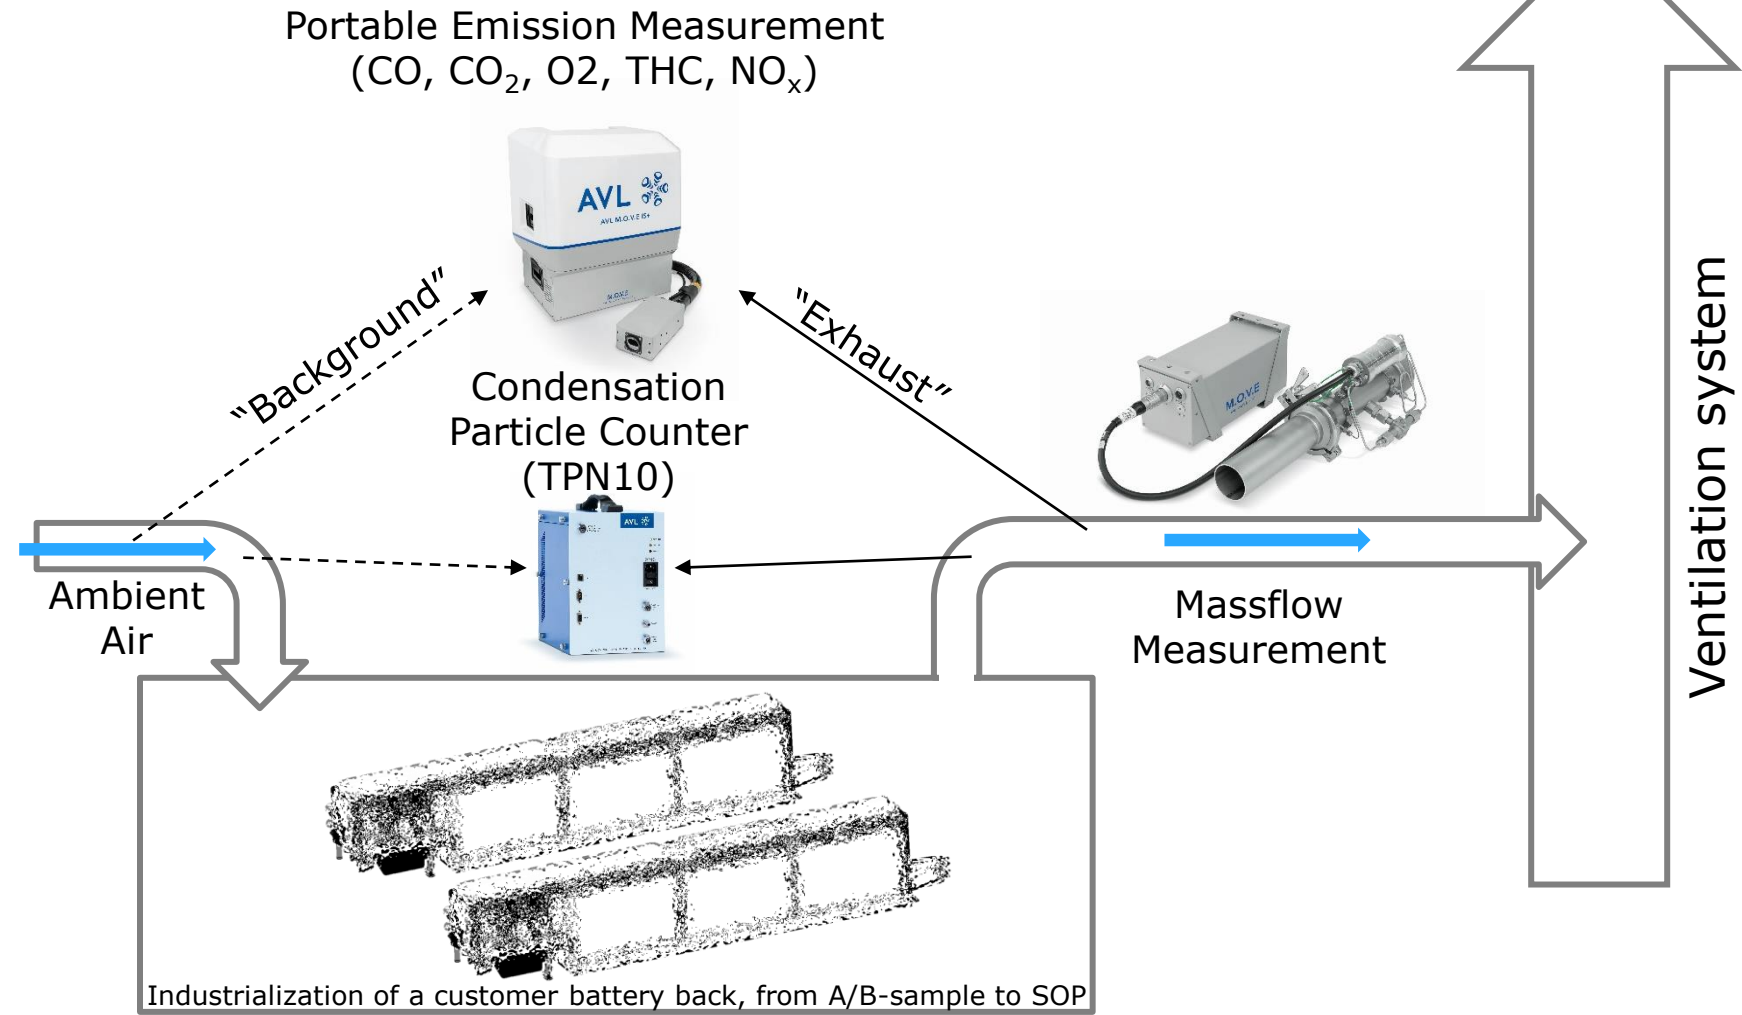 Portable Emission Measurement
(CO, CO₂, O2, THC, NOₓ)
AVL
AVL M.O.V.E iS+
M.O.V.E
"Background"
"Exhaust"
Condensation
Particle Counter
(TPN10)
AVL
M.O.V.E
Ventilation system
Ambient
Air
Massflow
Measurement
Industrialization of a customer battery back, from A/B-sample to SOP